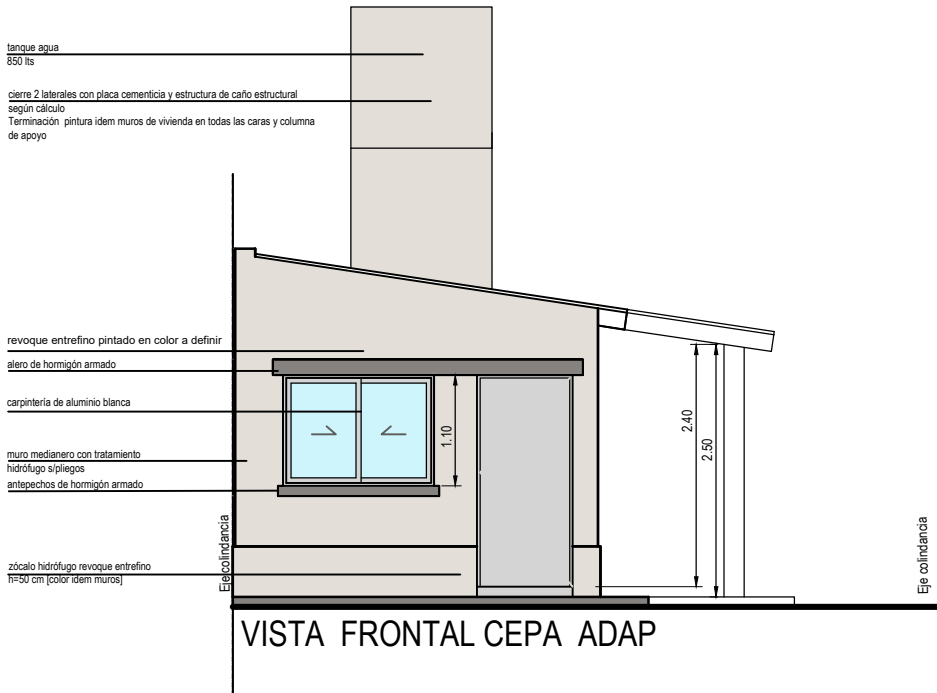 tanque agua
850 lts
cierre 2 laterales con placa cementicia y estructura de caño estructural
según cálculo
Terminación pintura idem muros de vivienda en todas las caras y columna
de apoyo
revoque entrefino pintado en color a definir
alero de hormigón armado
carpintería de aluminio blanca
muro medianero con tratamiento
hidrófugo s/pliegos
antepechos de hormigón armado
zócalo hidrófugo revoque entrefino
h=50 cm [color idem muros]
Eje colindancia
1.10
2.40
2.50
Eje colindancia
VISTA FRONTAL CEPA ADAP